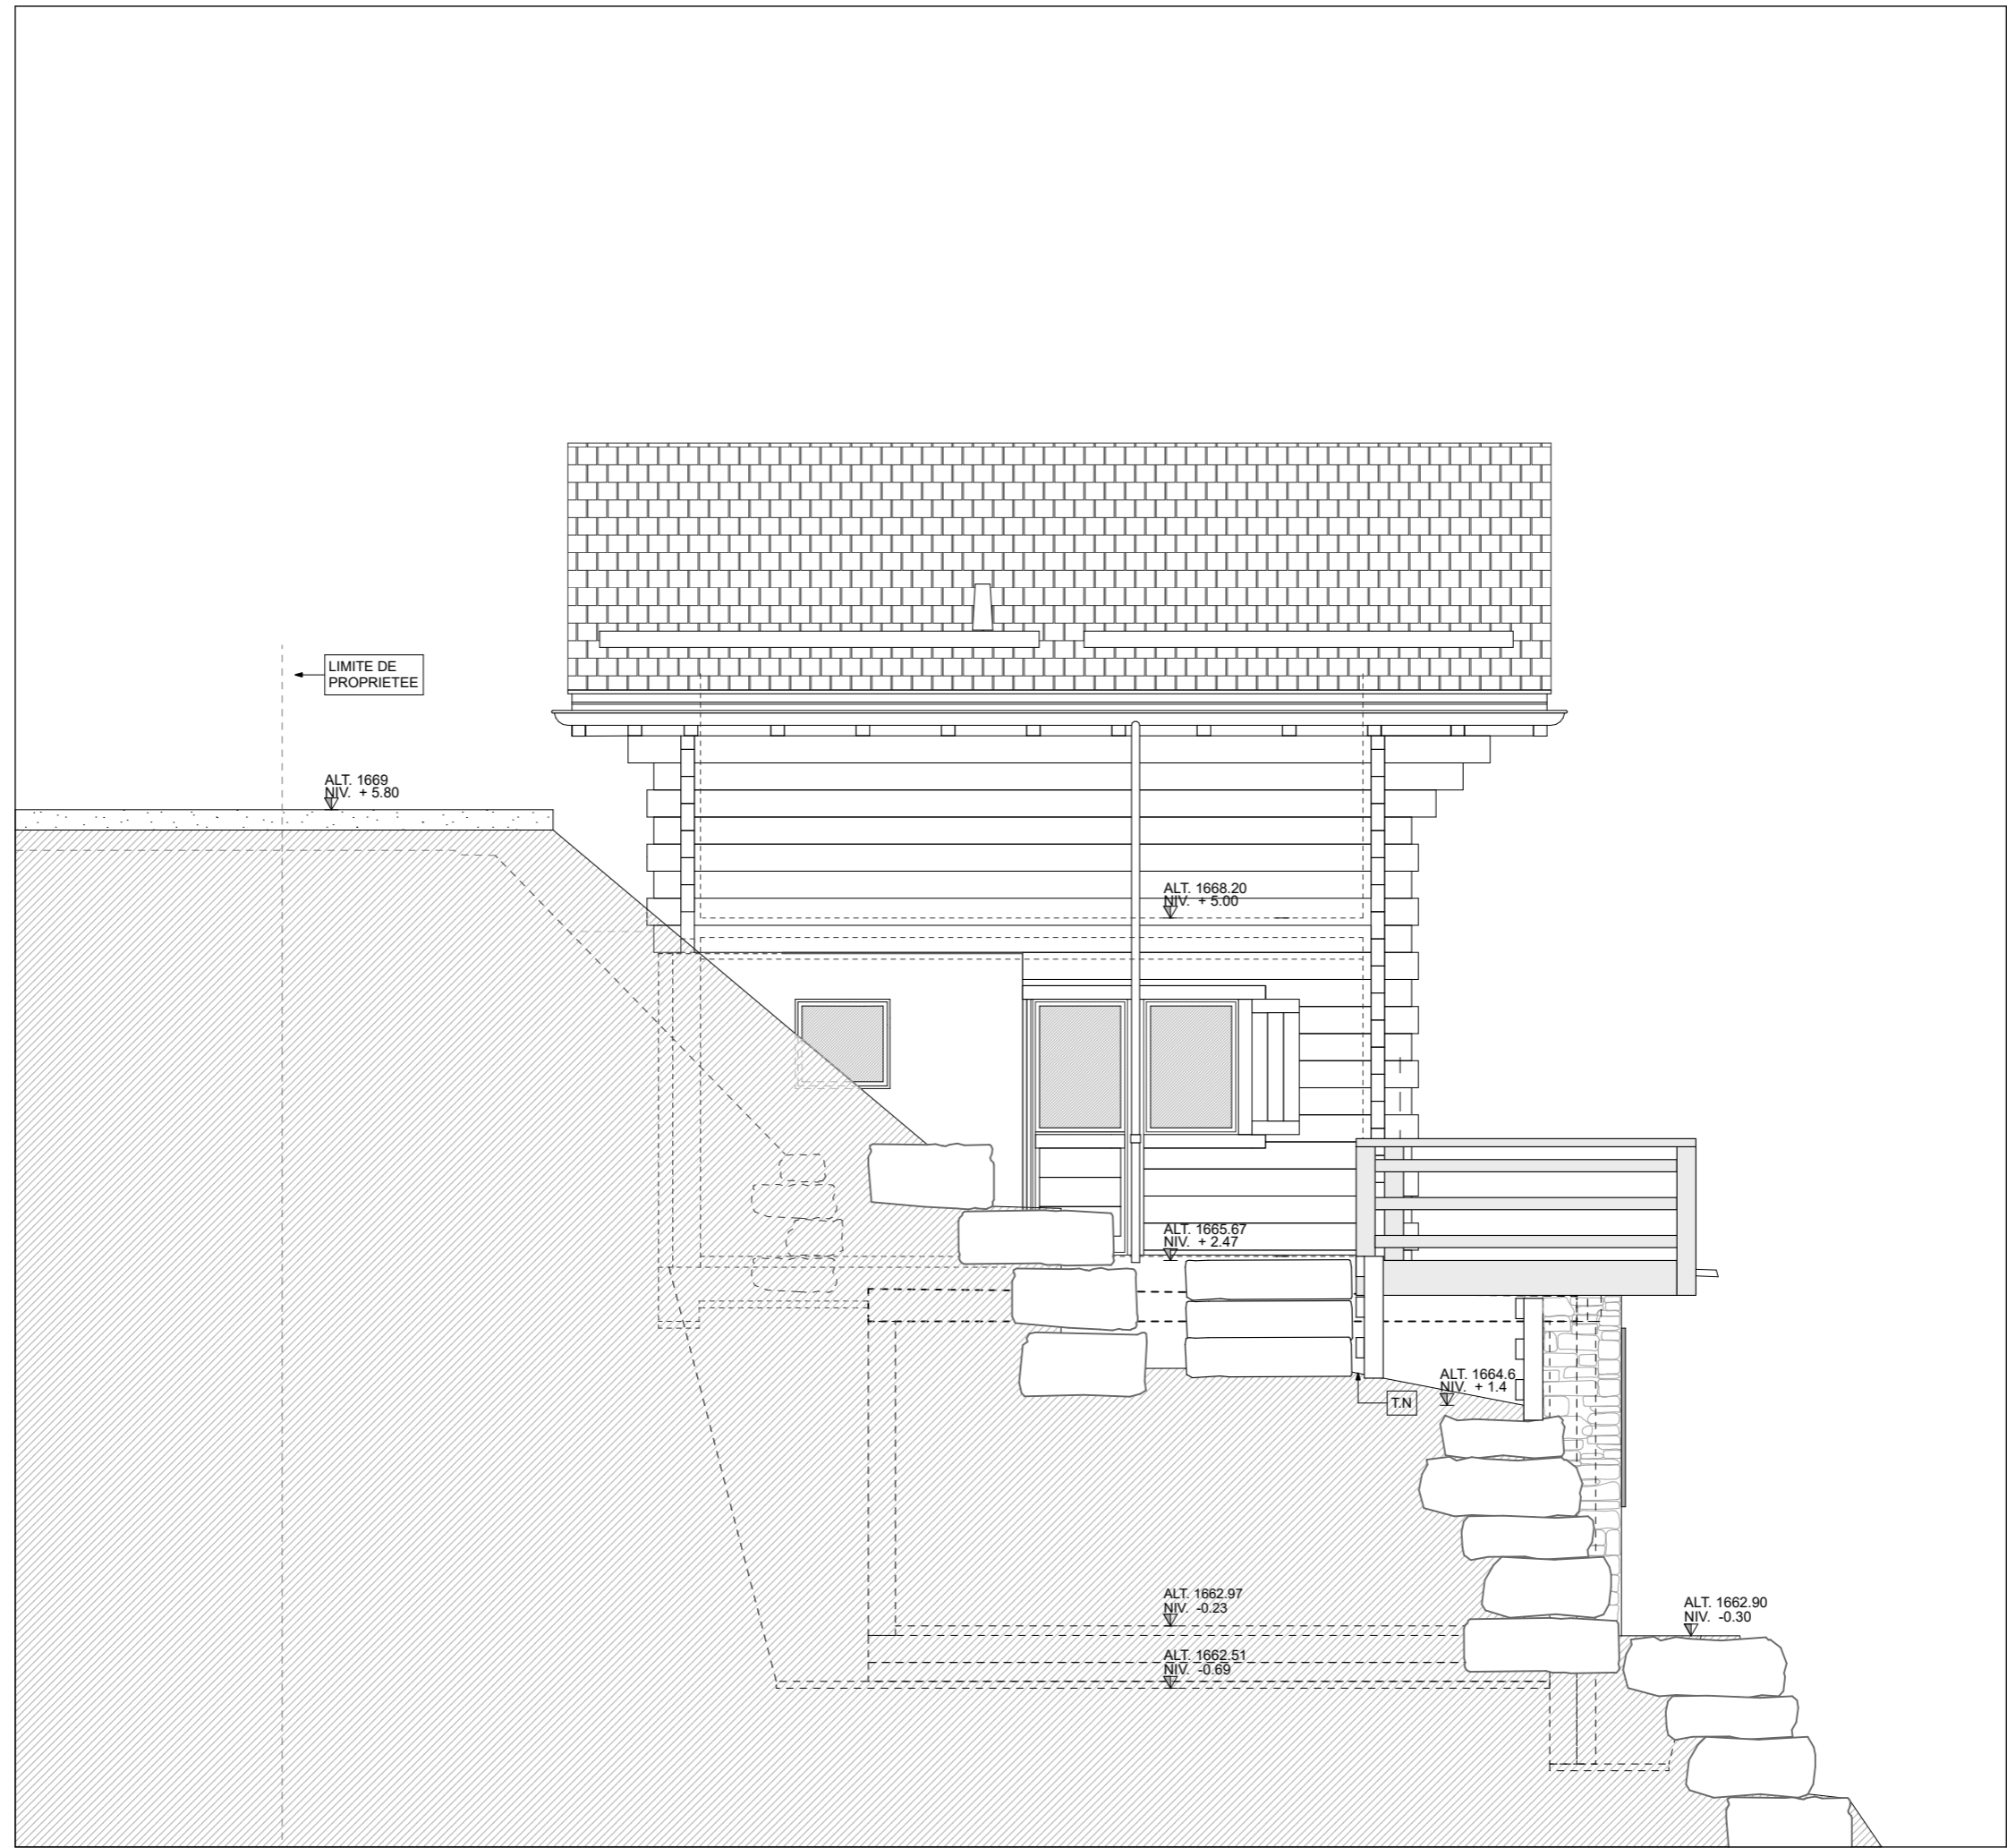 LIMITE DE
PROPRIETEE
ALT. 1669
NIV. + 5.80
ALT. 1668.20
NIV. + 5.00
ALT. 1665.67
NIV. + 2.47
ALT. 1664.6
NIV. + 1.4
T.N
ALT. 1662.97
NIV. -0.23
ALT. 1662.90
NIV. -0.30
ALT. 1662.51
NIV. -0.69